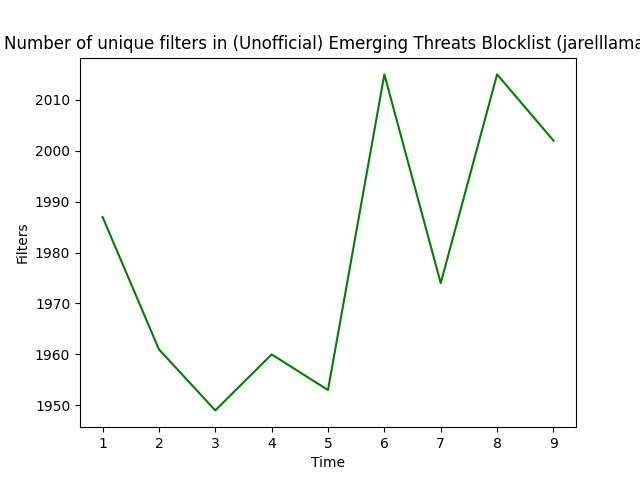 Number of unique filters in (Unofficial) Emerging Threats Blocklist (jarelllama
2010
2000
1990
1980
1970
1960
1950
Filters
1 2 3 4 5 6 7 8 9
Time